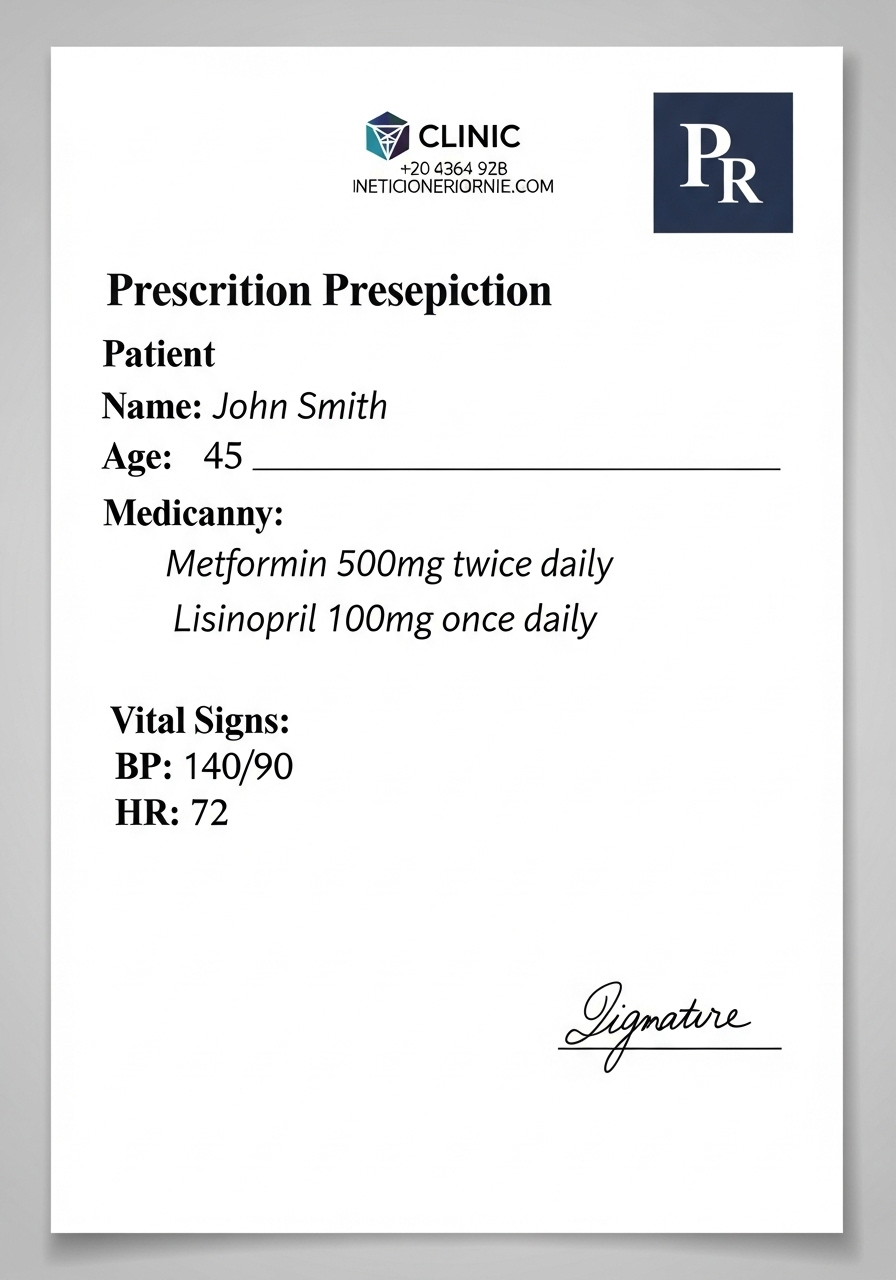 CLINIC
+20 4364 92B
INETICIONERIORNIE.COM
PR
Prescrition Presepiction
Patient
Name: John Smith
Age: 45
Medicanny:
Metformin 500mg twice daily
Lisinopril 100mg once daily
Vital Signs:
BP: 140/90
HR: 72
Signature